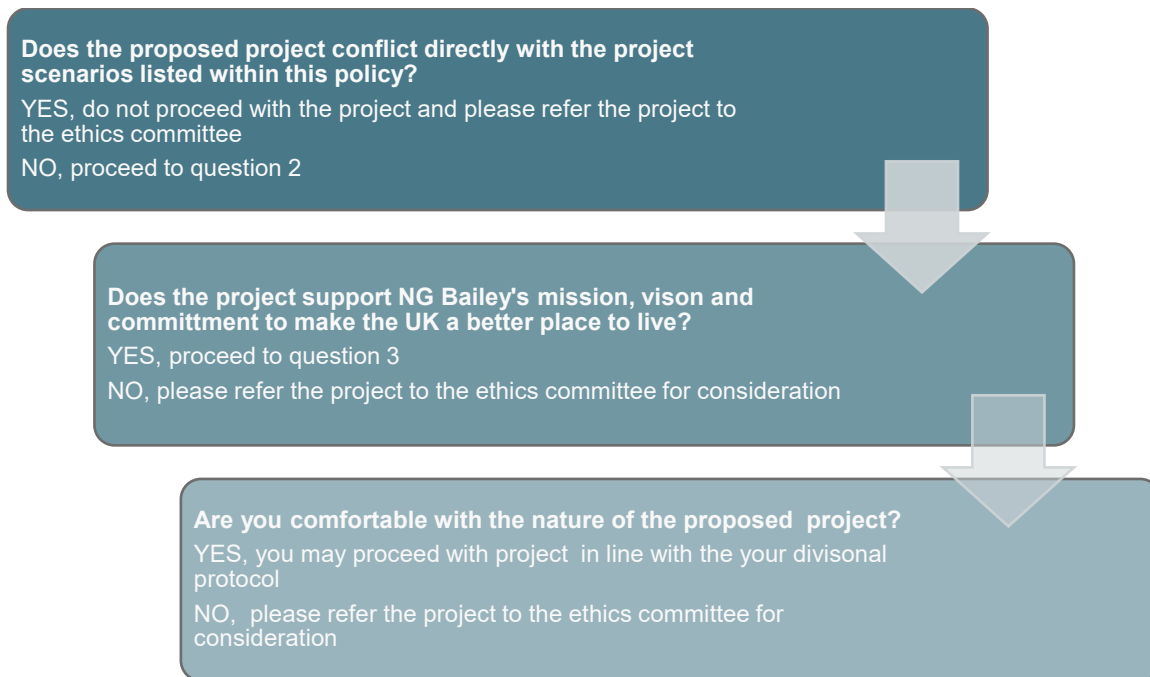 Does the proposed project conflict directly with the project
scenarios listed within this policy?
YES, do not proceed with the project and please refer the project to
the ethics committee
NO, proceed to question 2
Does the project support NG Bailey's mission, vison and
committment to make the UK a better place to live?
YES, proceed to question 3
NO, please refer the project to the ethics committee for consideration
Are you comfortable with the nature of the proposed  project?
YES, you may proceed with project  in line with the your divisonal
protocol
NO,  please refer the project to the ethics committee for
consideration